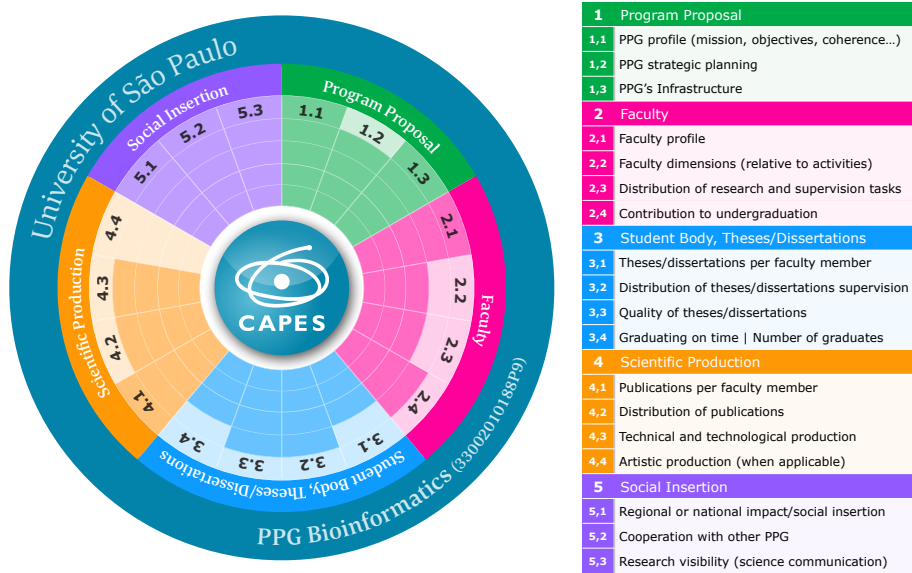 University of São Paulo
PPG Bioinformatics (33002010188P9)
Program Proposal
1.1
1.2
1.3
Faculty
2.1
2.2
2.3
2.4
Student Body, Theses/Dissertations
3.1
3.2
3.3
3.4
Scientific Production
4.1
4.2
4.3
4.4
Social Insertion
5.1
5.2
5.3
CAPES
1 Program Proposal
1,1 PPG profile (mission, objectives, coherence…)
1,2 PPG strategic planning
1,3 PPG’s Infrastructure
2 Faculty
2,1 Faculty profile
2,2 Faculty dimensions (relative to activities)
2,3 Distribution of research and supervision tasks
2,4 Contribution to undergraduation
3 Student Body, Theses/Dissertations
3,1 Theses/dissertations per faculty member
3,2 Distribution of theses/dissertations supervision
3,3 Quality of theses/dissertations
3,4 Graduating on time | Number of graduates
4 Scientific Production
4,1 Publications per faculty member
4,2 Distribution of publications
4,3 Technical and technological production
4,4 Artistic production (when applicable)
5 Social Insertion
5,1 Regional or national impact/social insertion
5,2 Cooperation with other PPG
5,3 Research visibility (science communication)